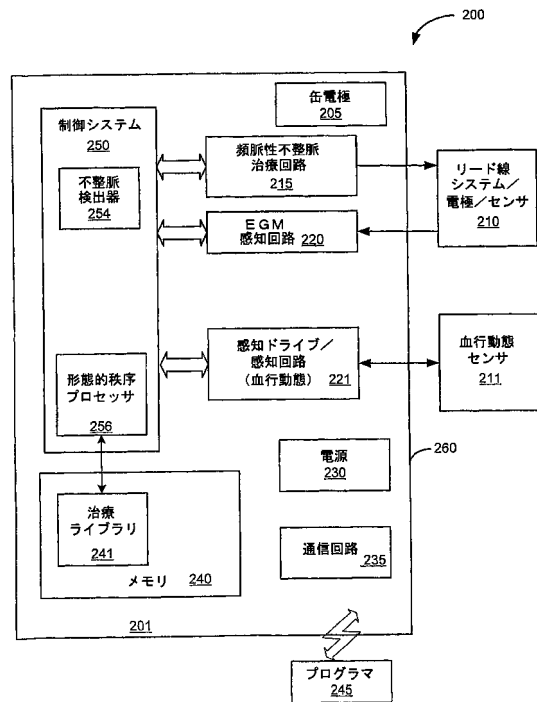 200
缶電極
205
制御システム
250
不整脈
検出器
254
頻脈性不整脈
治療回路
215
リード線
システム／
電極／センサ
210
ＥＧＭ
感知回路 220
感知ドライブ／
感知回路
(血行動態) 221
血行動態
センサ
211
形態的秩序
プロセッサ
256
260
電源
230
治療
ライブラリ
241
メモリ 240
通信回路
235
201
プログラマ
245